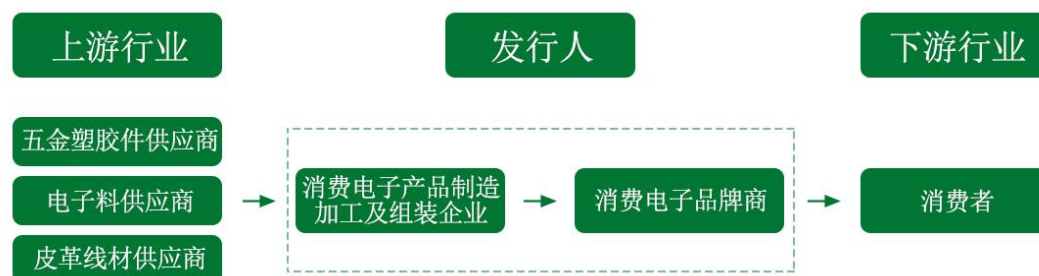 上游行业
发行人
下游行业
五金塑胶件供应商
电子料供应商
皮革线材供应商
消费电子产品制造
加工及组装企业
消费电子品牌商
消费者